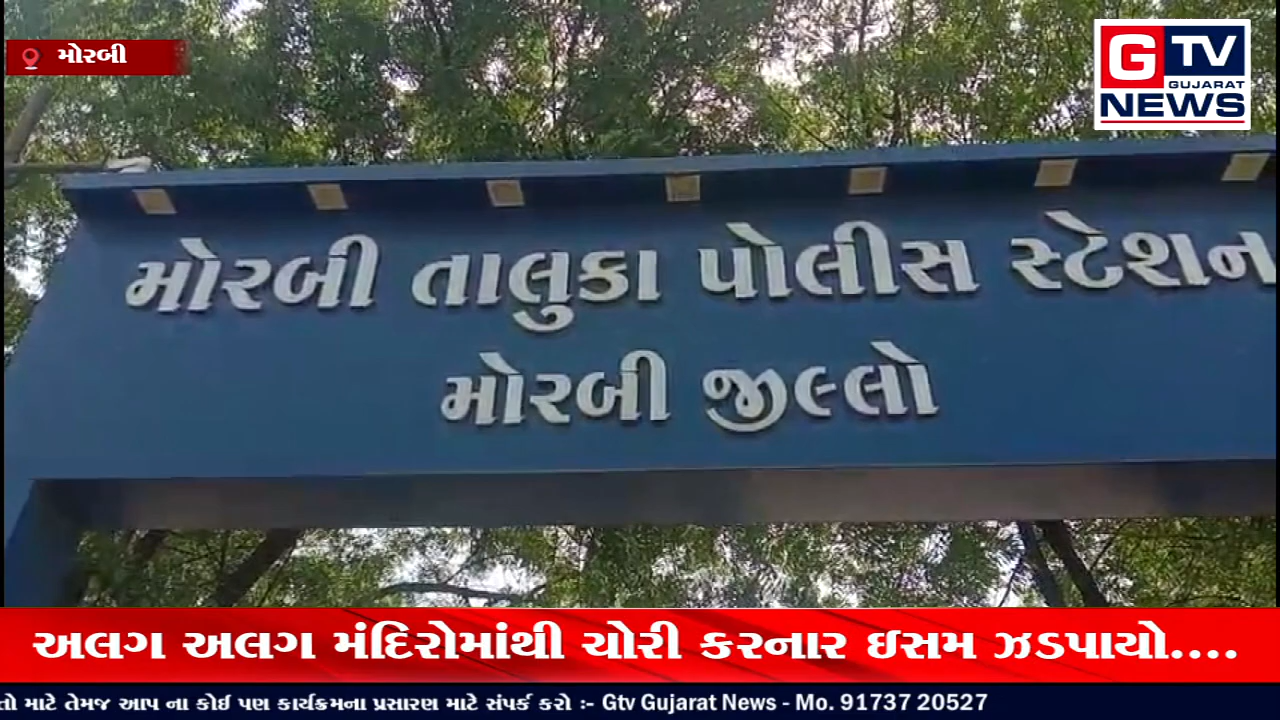 મોરબી
G TV
GUJARAT
NEWS
મોરબી તાલુકા પોલીસ સ્ટેશન
મોરબી જીલ્લો
અલગ અલગ મંદિરોમાંથી ચોરી કરનાર ઇસમ ઝડપાયો....
માટે તેમજ આપ ના કોઈ પણ કાર્યક્રમના પ્રસારણ માટે સંપર્ક કરો :- Gtv Gujarat News - Mo. 91737 20527